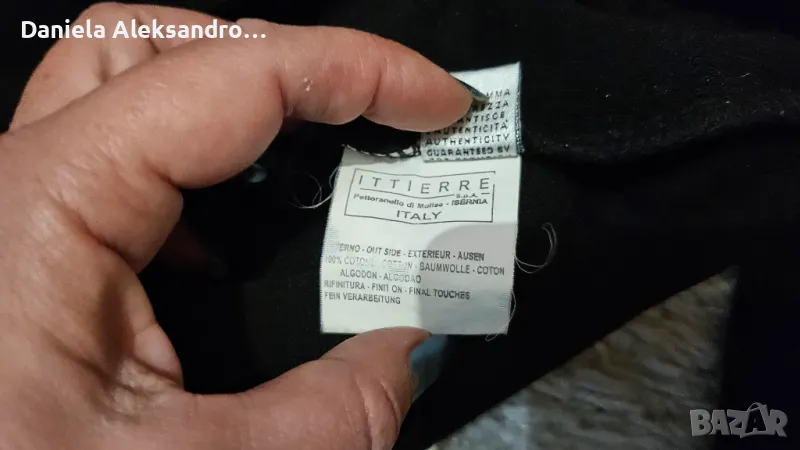 Daniela Aleksandro...
AUTENTICITÀ
AUTHENTICITY
GUARANTEED BY
ITTIERRE
S.p.A.
Pettoranello di Molise - ISERNIA
ITALY
OUT SIDE - EXTERIEUR - AUSEN
100% COTONE - COTTON - BAUMWOLLE - COTON
ALGODON - ALGODAO
RIFINITURA - FINIT ON - FINAL TOUCHES
FEIN VERARBEITUNG
BAZAR